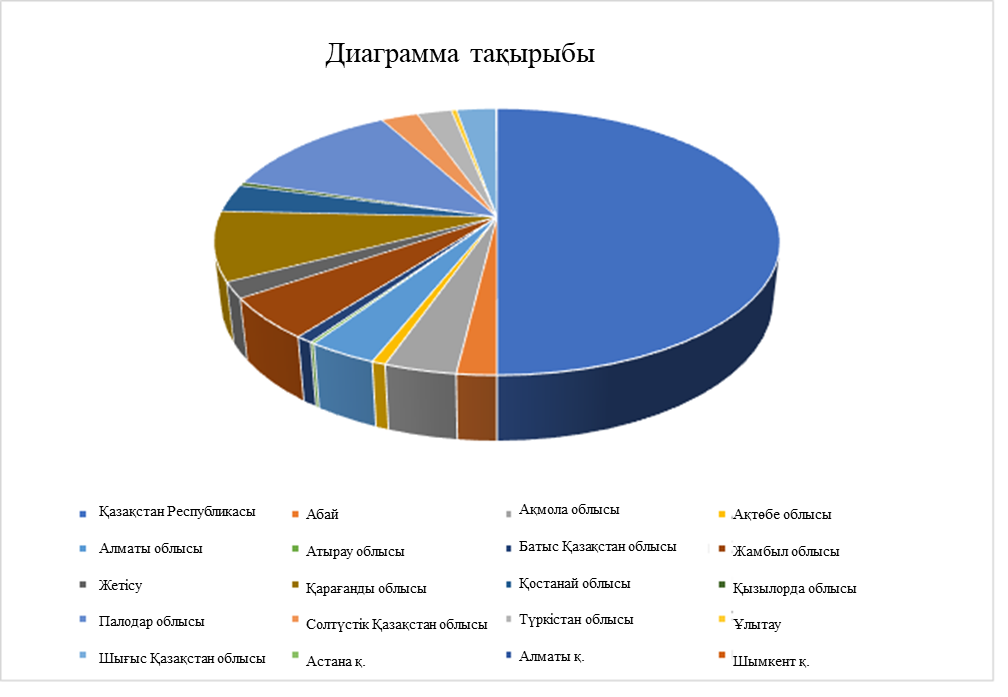 Диаграмма тақырыбы
Қазақстан Республикасы
Абай
Ақмола облысы
Ақтөбе облысы
Алматы облысы
Атырау облысы
Батыс Қазақстан облысы
Жамбыл облысы
Жетісу
Қарағанды облысы
Қостанай облысы
Қызылорда облысы
Палодар облысы
Солтүстік Қазақстан облысы
Түркістан облысы
Ұлытау
Шығыс Қазақстан облысы
Астана қ.
Алматы қ.
Шымкент қ.